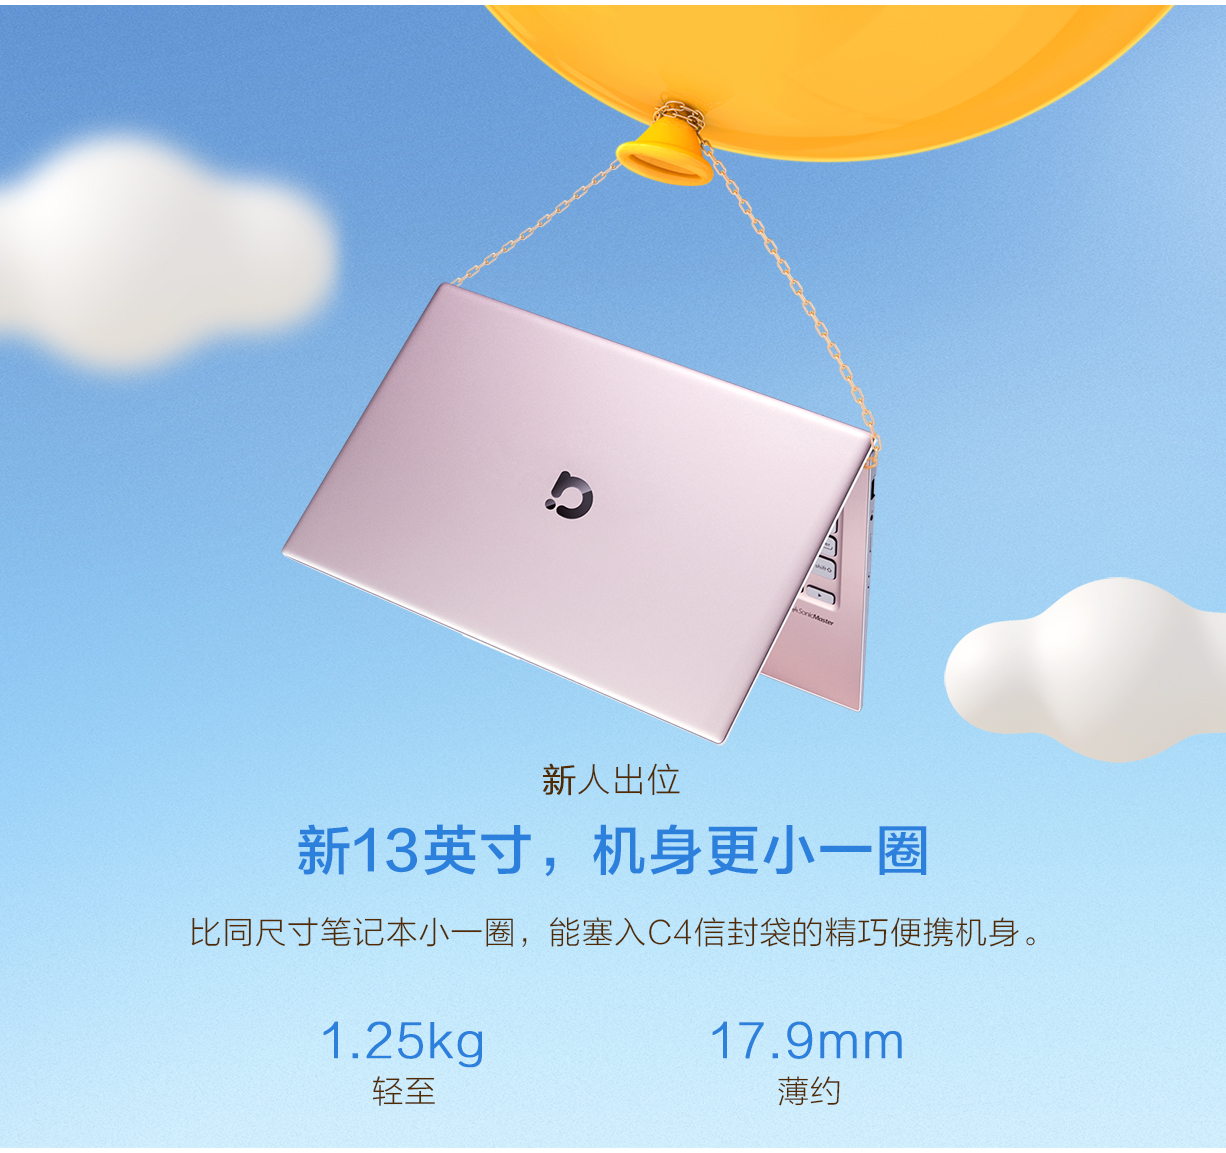 shift
SonicMaster
新人出位
新13英寸，机身更小一圈
比同尺寸笔记本小一圈，能塞入C4信封袋的精巧便携机身。
1.25kg 17.9mm
轻至 薄约